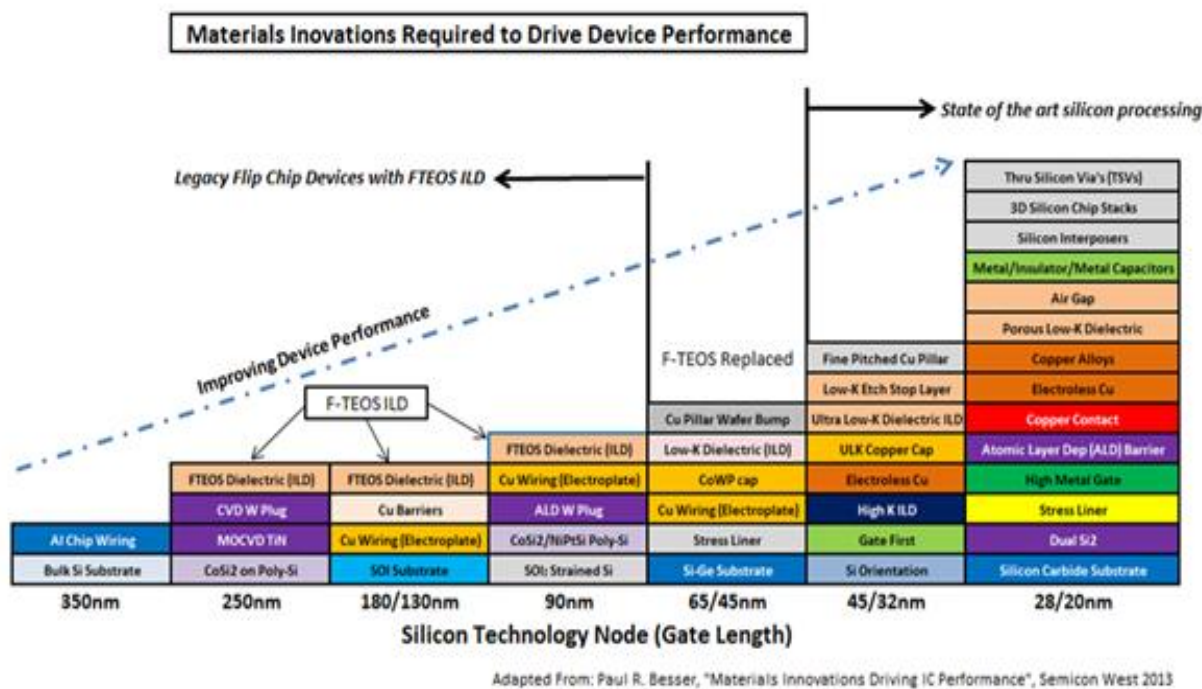 Materials Inovations Required to Drive Device Performance
State of the art silicon processing
Legacy Flip Chip Devices with FTEOS ILD
Improving Device Performance
F-TEOS ILD
F-TEOS Replaced
Al Chip Wiring
Bulk Si Substrate
350nm
FTEOS Dielectric (ILD)
CVD W Plug
MOCVD TiN
CoSi2 on Poly-Si
250nm
FTEOS Dielectric (ILD)
Cu Barriers
Cu Wiring (Electroplate)
SOI Substrate
180/130nm
FTEOS Dielectric (ILD)
Cu Wiring (Electroplate)
ALD W Plug
CoSi2/NiPtSi Poly-Si
SOI: Strained Si
90nm
Cu Pillar Wafer Bump
Low-K Dielectric (ILD)
CoWP cap
Cu Wiring (Electroplate)
Stress Liner
Si-Ge Substrate
65/45nm
Fine Pitched Cu Pillar
Low-K Etch Stop Layer
Ultra Low-K Dielectric ILD
ULK Copper Cap
Electroless Cu
High K ILD
Gate First
Si Orientation
45/32nm
Thru Silicon Via's (TSVs)
3D Silicon Chip Stacks
Silicon Interposers
Metal/Insulator/Metal Capacitors
Air Gap
Porous Low-K Dielectric
Copper Alloys
Electroless Cu
Copper Contact
Atomic Layer Dep (ALD) Barrier
High Metal Gate
Stress Liner
Dual Si2
Silicon Carbide Substrate
28/20nm
Silicon Technology Node (Gate Length)
Adapted From: Paul R. Besser, "Materials Innovations Driving IC Performance", Semicon West 2013